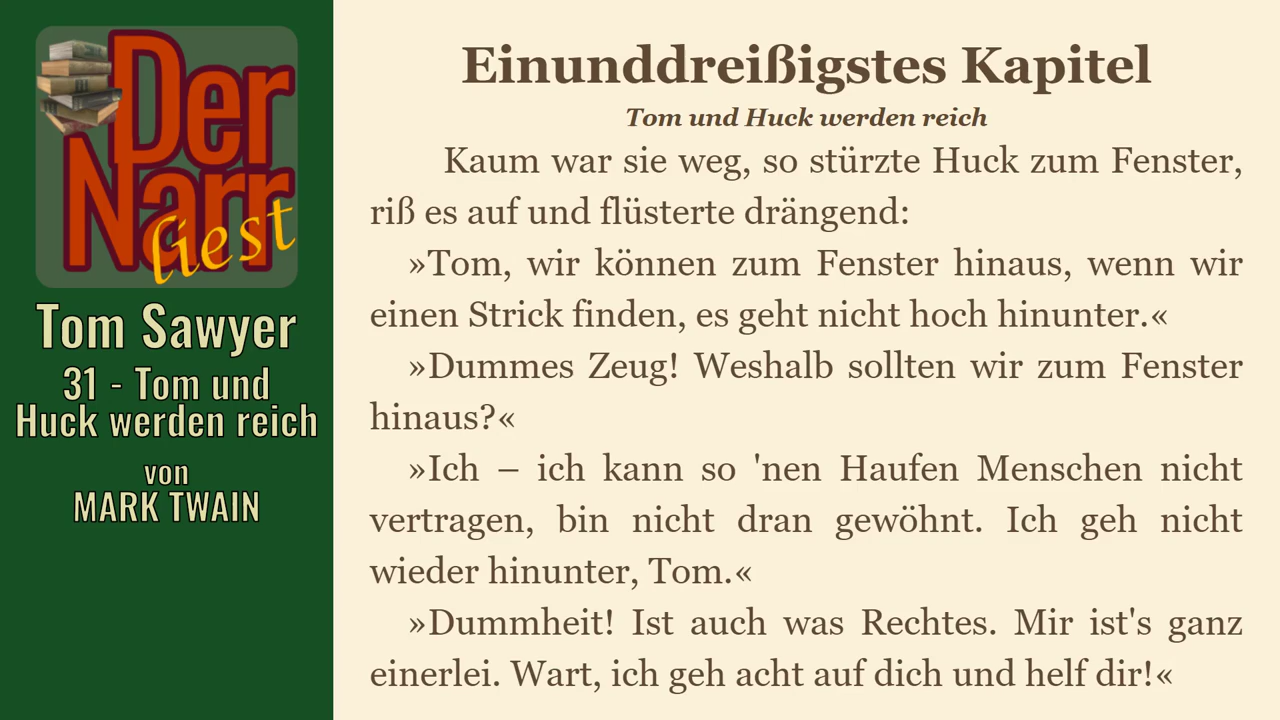 Der
Narr
liest
Tom Sawyer
31 - Tom und
Huck werden reich
von
MARK TWAIN
Einunddreißigstes Kapitel
Tom und Huck werden reich
Kaum war sie weg, so stürzte Huck zum Fenster,
riß es auf und flüsterte drängend:
»Tom, wir können zum Fenster hinaus, wenn wir
einen Strick finden, es geht nicht hoch hinunter.«
»Dummes Zeug! Weshalb sollten wir zum Fenster
hinaus?«
»Ich – ich kann so 'nen Haufen Menschen nicht
vertragen, bin nicht dran gewöhnt. Ich geh nicht
wieder hinunter, Tom.«
»Dummheit! Ist auch was Rechtes. Mir ist's ganz
einerlei. Wart, ich geh acht auf dich und helf dir!«